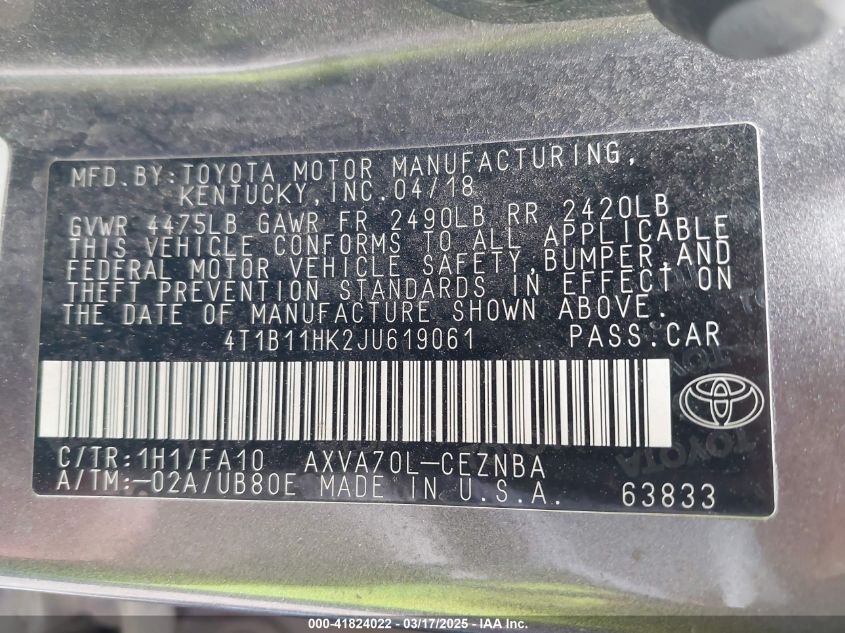 MFD.BY:TOYOTA MOTOR MANUFACTURING,
KENTUCKY,INC.04/18
GVWR 4475LB GAWR FR 2490LB RR 2420LB
THIS VEHICLE CONFORMS TO ALL APPLICABLE
FEDERAL MOTOR VEHICLE SAFETY,BUMPER,AND
THEFT PREVENTION STANDARDS IN EFFECT ON
THE DATE OF MANUFACTURE SHOWN ABOVE.
4T1B11HK2JU619061 PASS.CAR
C/TR:1H1/FA10 AXVA70L-CEZNBA
A/TM:-02A/UB80E MADE IN U.S.A. 63833
TOYOTA
000-41824022 — 03/17/2025 — IAA Inc.